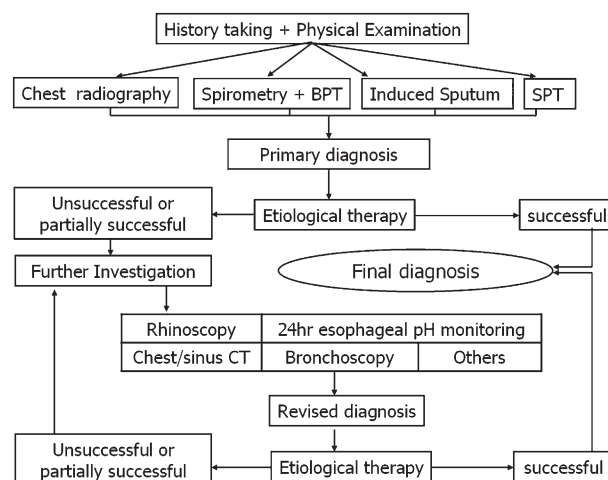 History taking + Physical Examination
Chest radiography
Spirometry + BPT
Induced Sputum
SPT
Primary diagnosis
Unsuccessful or
partially successful
Etiological therapy
successful
Further Investigation
Final diagnosis
Rhinoscopy
24hr esophageal pH monitoring
Chest/sinus CT
Bronchoscopy
Others
Revised diagnosis
Unsuccessful or
partially successful
Etiological therapy
successful